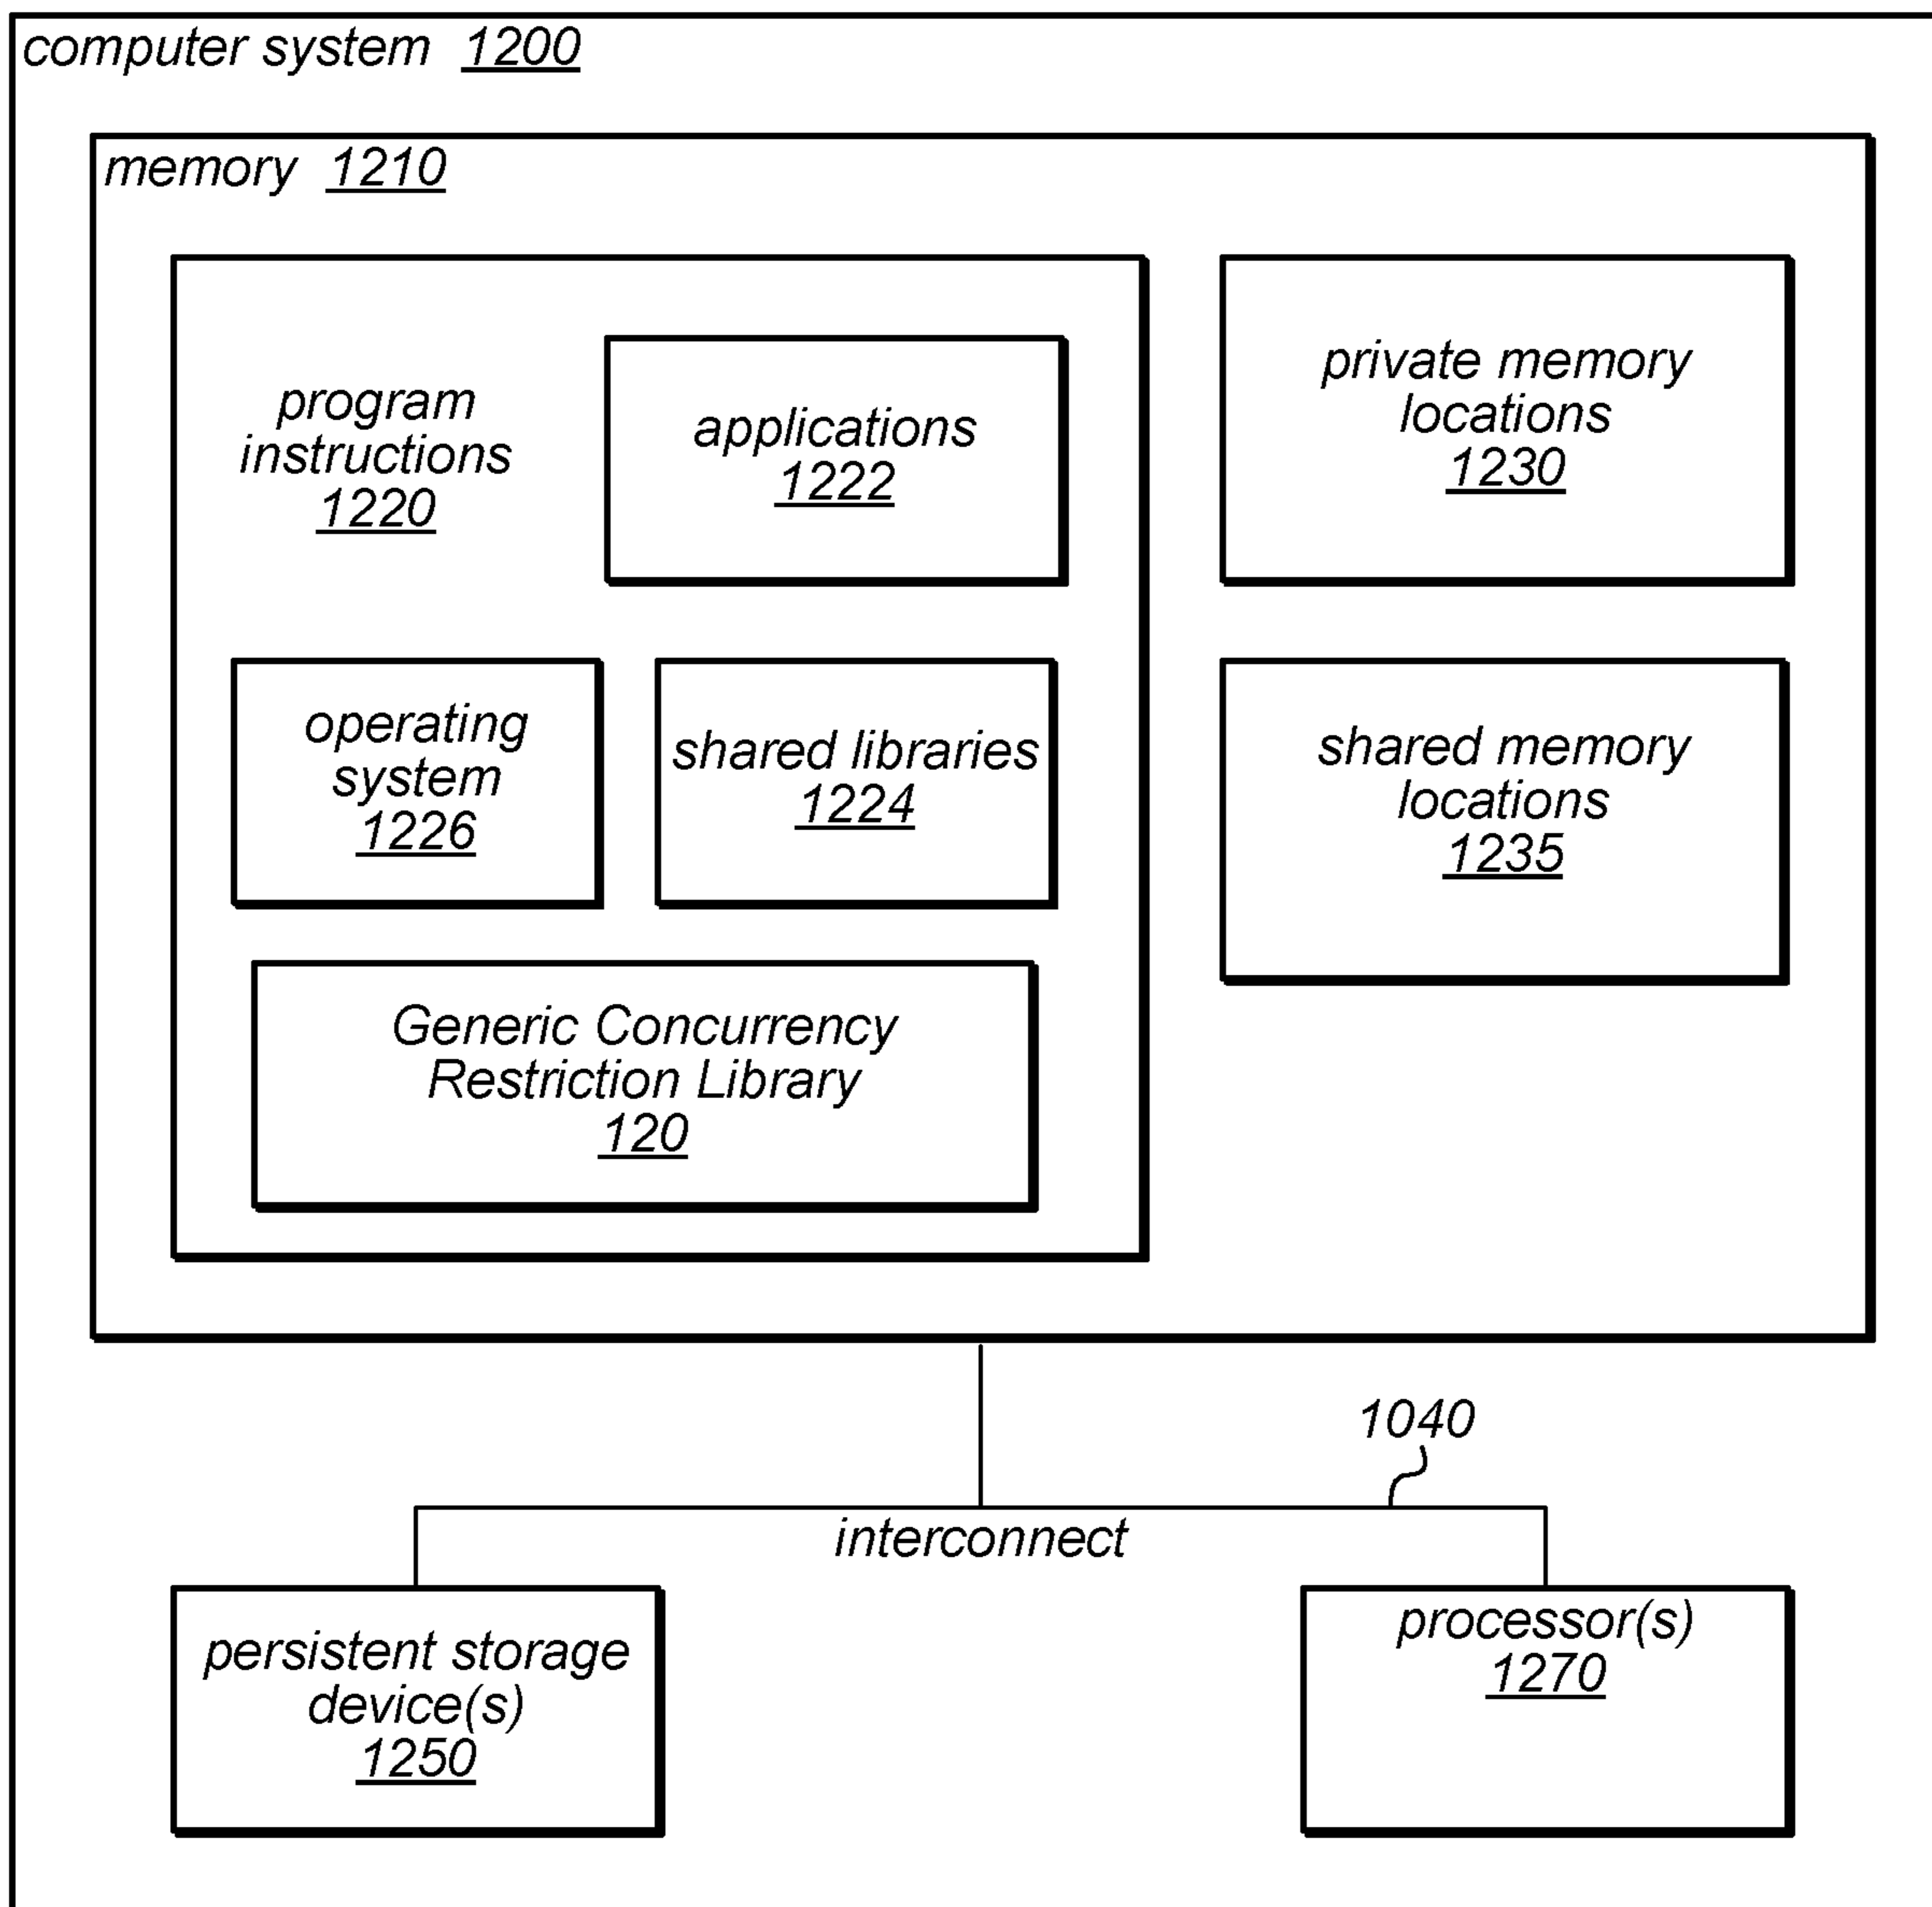 computer system 1200
memory 1210
program
instructions
1220
applications
1222
private memory
locations
1230
operating
system
1226
shared libraries
1224
shared memory
locations
1235
Generic Concurrency
Restriction Library
120
1040
interconnect
persistent storage
device(s)
1250
processor(s)
1270